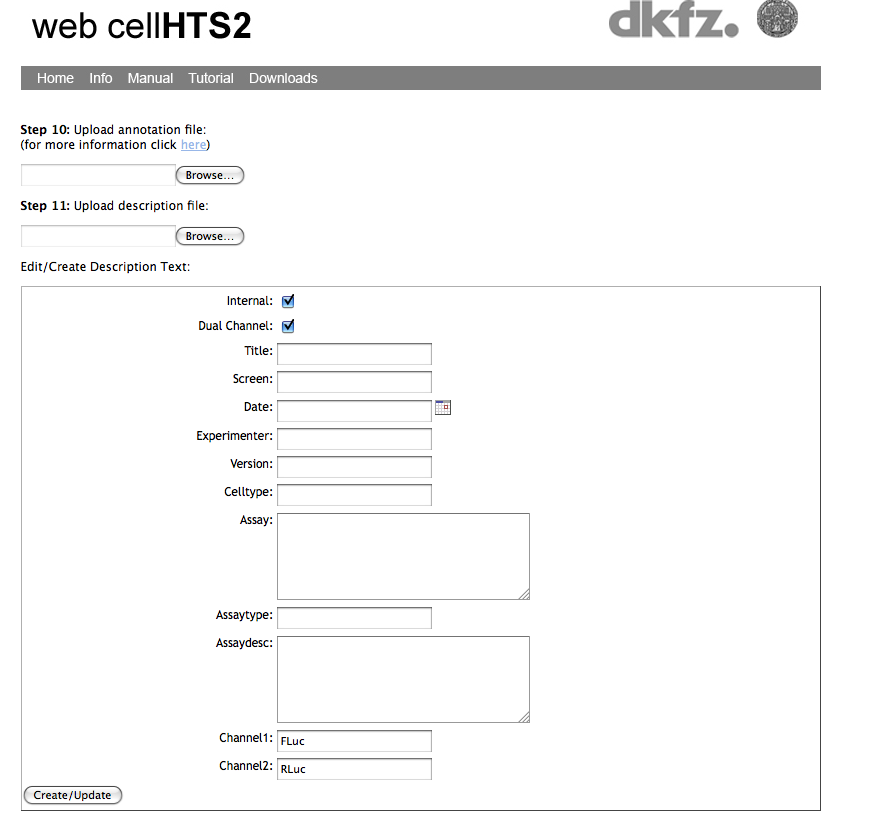 web cellHTS2
dkfz.
Home Info Manual Tutorial Downloads
Step 10: Upload annotation file:
(for more information click here)
Browse...
Step 11: Upload description file:
Browse...
Edit/Create Description Text:
Internal:
Dual Channel:
Title:
Screen:
Date:
Experimenter:
Version:
Celltype:
Assay:
Assaytype:
Assaydesc:
Channel1: FLuc
Channel2: RLuc
Create/Update